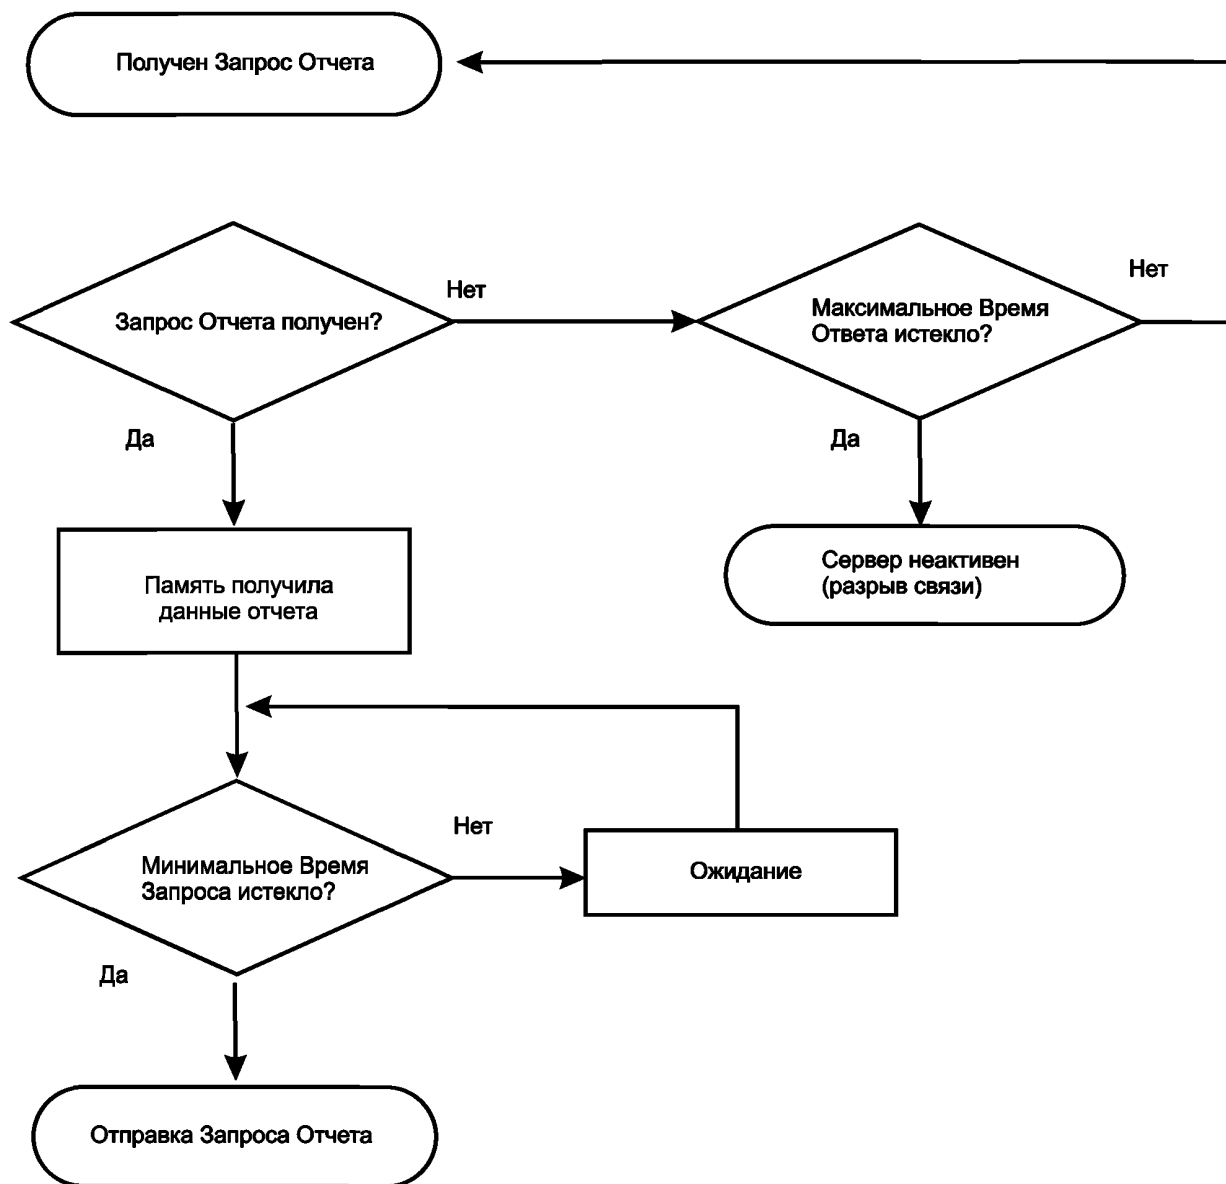 Получен Запрос Отчета
Нет
Нет
Запрос Отчета получен?
Максимальное Время
Ответа истекло?
Да
Да
Память получила
данные отчета
Сервер неактивен
(разрыв связи)
Нет
Минимальное Время
Запроса истекло?
Ожидание
Да
Отправка Запроса Отчета